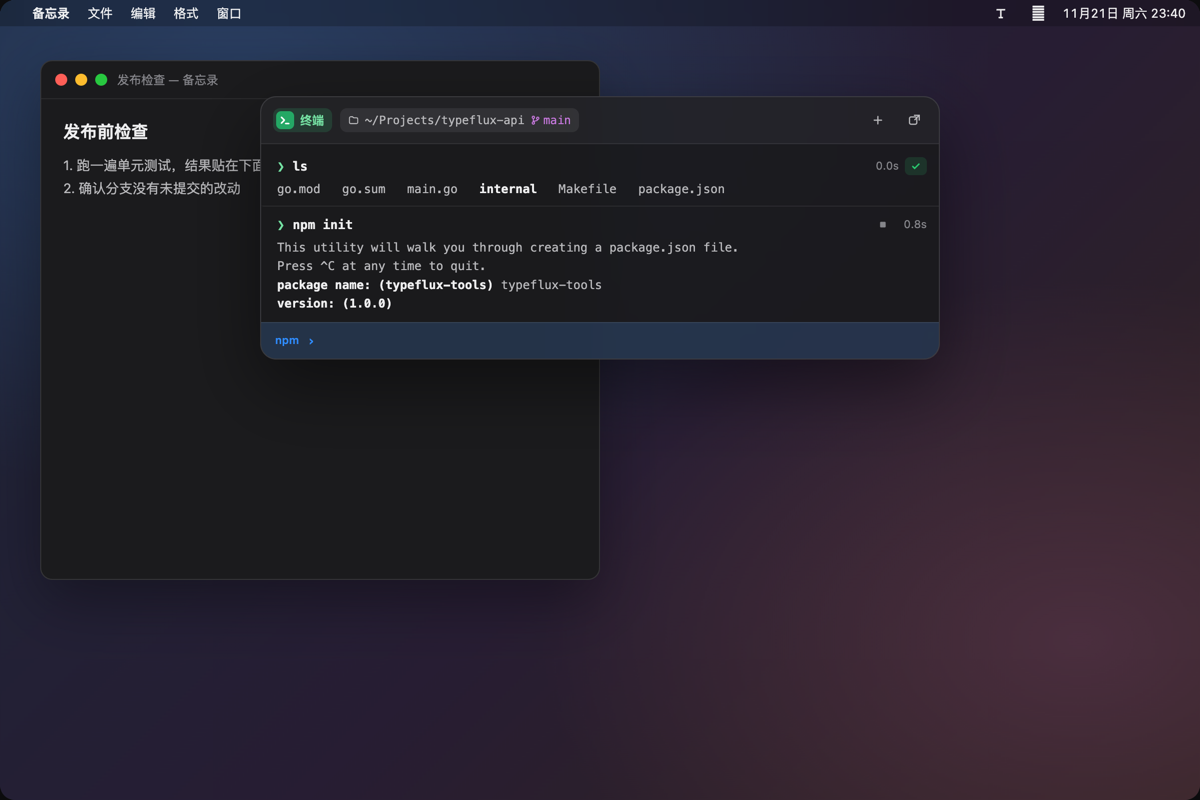 备忘录 文件 编辑 格式 窗口 T 11月21日 周六 23:40
发布检查 — 备忘录
发布前检查
1. 跑一遍单元测试，结果贴在下面
2. 确认分支没有未提交的改动
终端 ~/Projects/typeflux-api main
❯ ls 0.0s
go.mod go.sum main.go internal Makefile package.json
❯ npm init 0.8s
This utility will walk you through creating a package.json file.
Press ^C at any time to quit.
package name: (typeflux-tools) typeflux-tools
version: (1.0.0)
npm ›